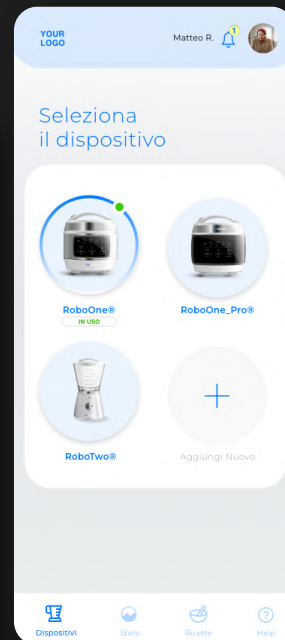 YOUR
LOGO
Matteo R.
1
Seleziona
il dispositivo
RoboOne®
IN USO
RoboOne_Pro®
RoboTwo®
Aggiungi Nuovo
Dispositivi
Stato
Ricette
Help